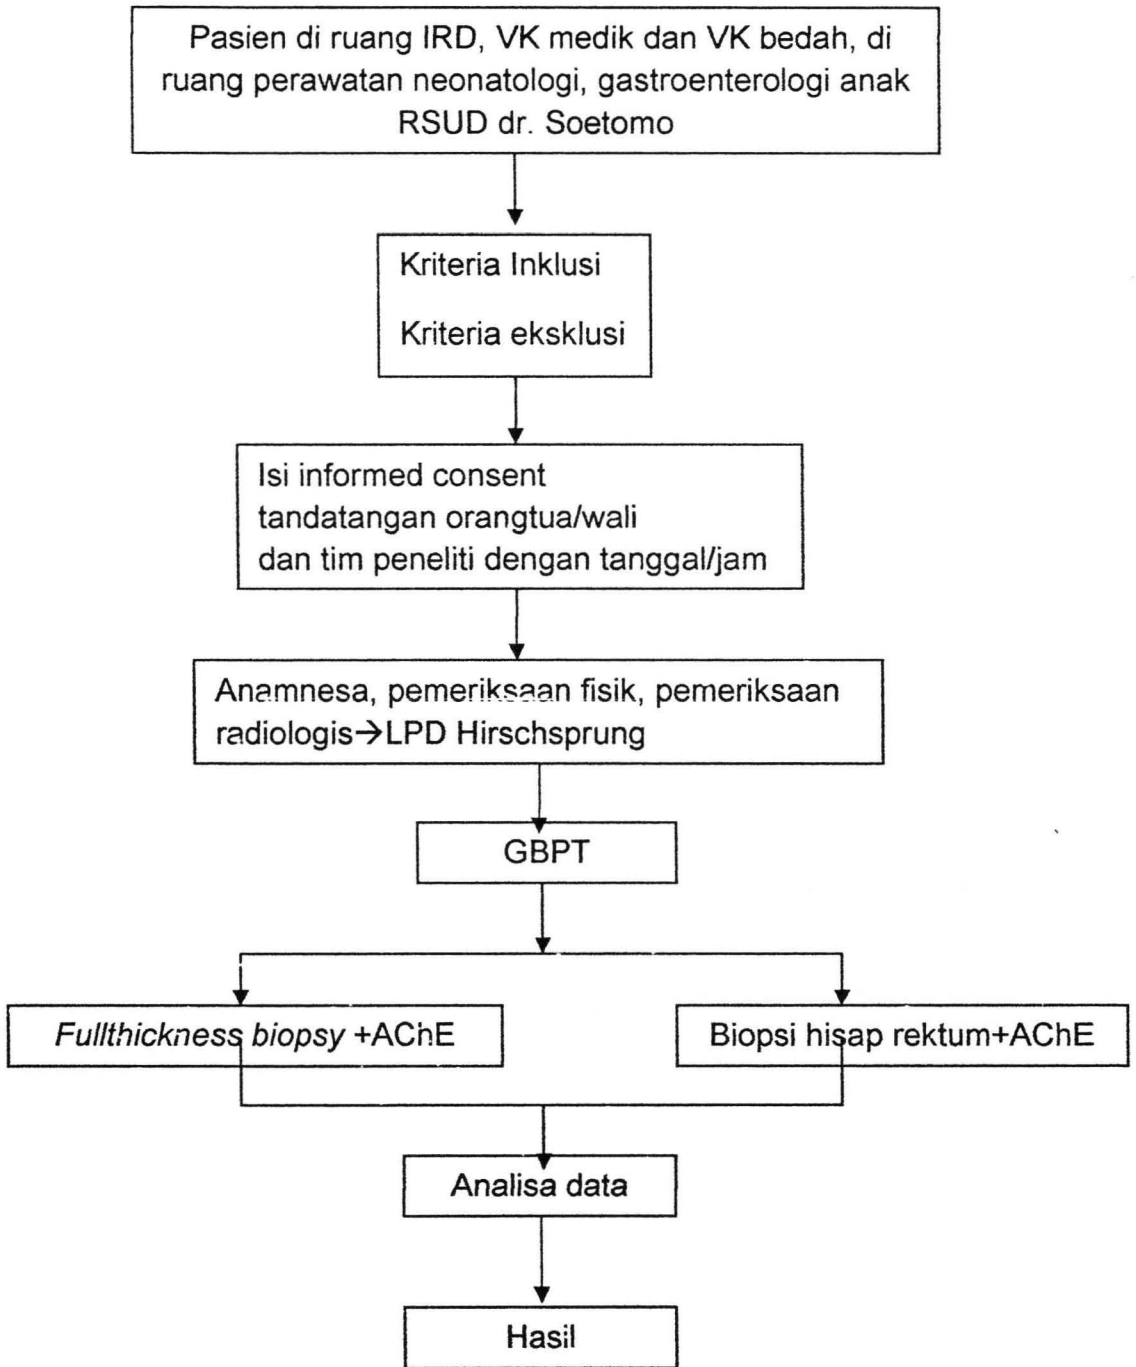 Pasien di ruang IRD, VK medik dan VK bedah, di
ruang perawatan neonatologi, gastroenterologi anak
RSUD dr. Soetomo
Kriteria Inklusi
Kriteria eksklusi
Isi informed consent
tandatangan orangtua/wali
dan tim peneliti dengan tanggal/jam
Anamnesa, pemeriksaan fisik, pemeriksaan
radiologis→LPD Hirschsprung
GBPT
Fullthickness biopsy +AChE
Biopsi hisap rektum+AChE
Analisa data
Hasil